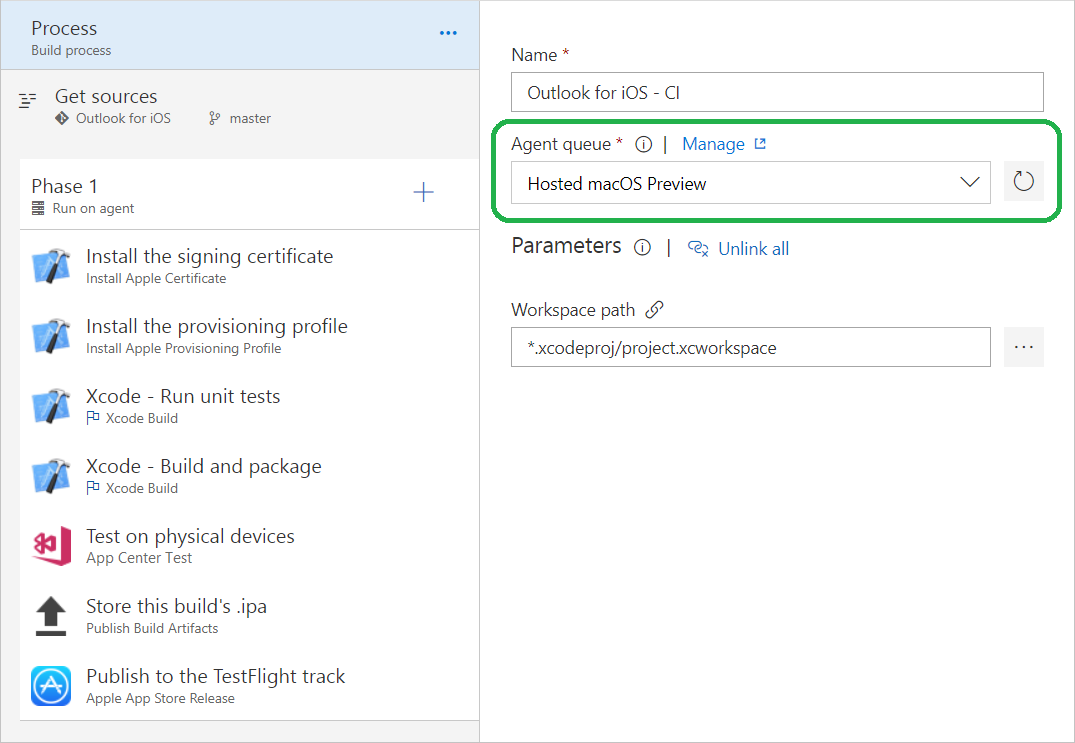 Process
Build process
Get sources
Outlook for iOS master
Phase 1
Run on agent
Install the signing certificate
Install Apple Certificate
Install the provisioning profile
Install Apple Provisioning Profile
Xcode - Run unit tests
Xcode Build
Xcode - Build and package
Xcode Build
Test on physical devices
App Center Test
Store this build's .ipa
Publish Build Artifacts
Publish to the TestFlight track
Apple App Store Release
Name *
Outlook for iOS - CI
Agent queue * | Manage
Hosted macOS Preview
Parameters | Unlink all
Workspace path
*.xcodeproj/project.xcworkspace